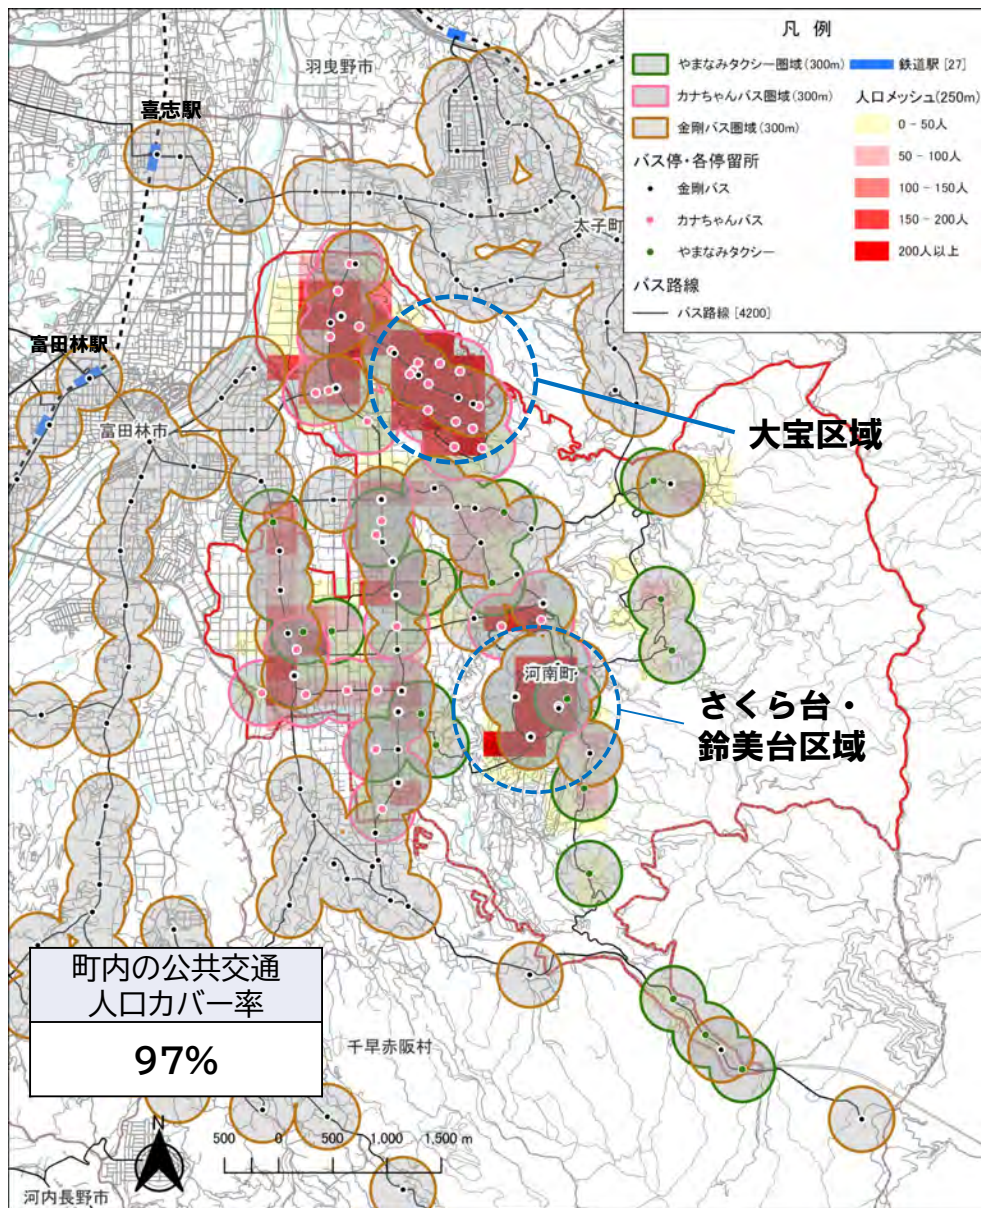 凡 例
やまなみタクシー圏域(300m)
カナちゃんバス圏域(300m)
金剛バス圏域(300m)
バス停・各停留所
金剛バス
カナちゃんバス
やまなみタクシー
バス路線
バス路線 [4200]
鉄道駅 [27]
人口メッシュ(250m)
0 - 50人
50 - 100人
100 - 150人
150 - 200人
200人以上
羽曳野市
喜志駅
太子町
富田林駅
富田林市
大宝区域
河南町
さくら台・
鈴美台区域
町内の公共交通
人口カバー率
97%
千早赤阪村
N
500 0 500 1,000 1,500 m
河内長野市